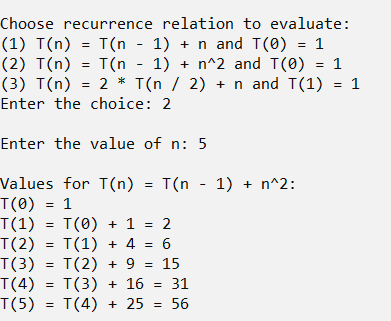 Choose recurrence relation to evaluate:
(1) T(n) = T(n - 1) + n and T(0) = 1
(2) T(n) = T(n - 1) + n^2 and T(0) = 1
(3) T(n) = 2 * T(n / 2) + n and T(1) = 1
Enter the choice: 2

Enter the value of n: 5

Values for T(n) = T(n - 1) + n^2:
T(0) = 1
T(1) = T(0) + 1 = 2
T(2) = T(1) + 4 = 6
T(3) = T(2) + 9 = 15
T(4) = T(3) + 16 = 31
T(5) = T(4) + 25 = 56